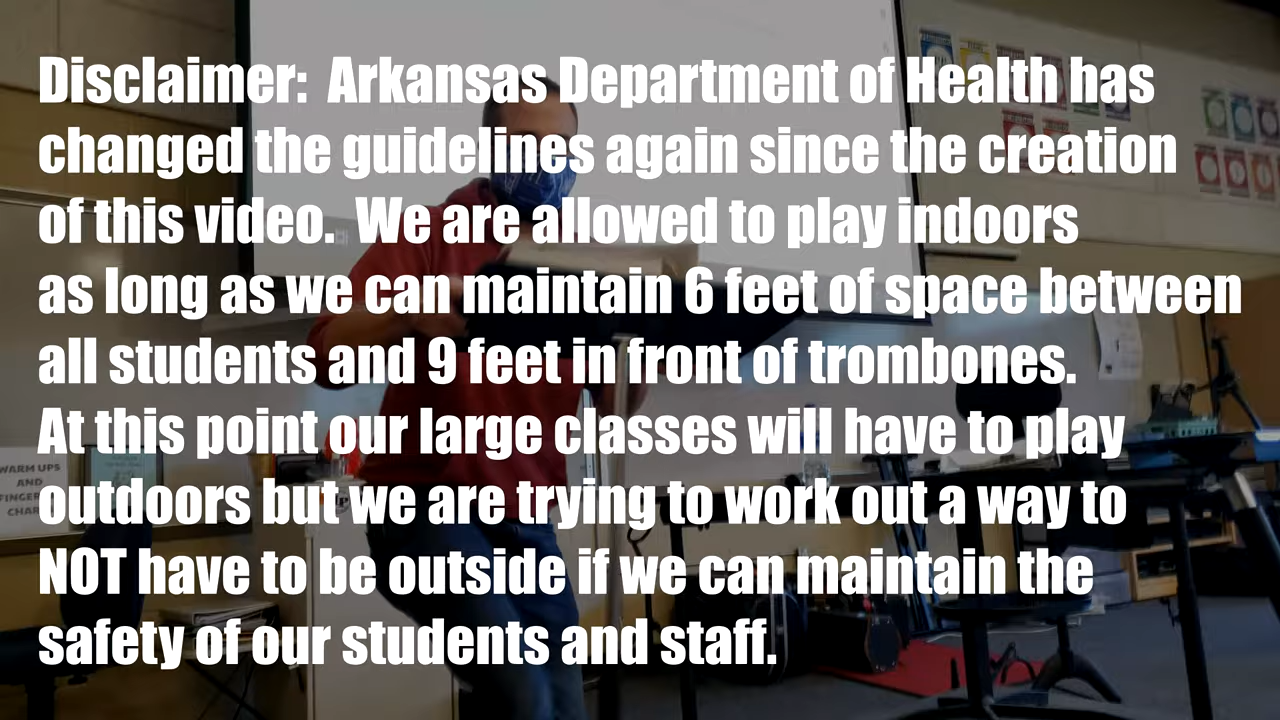 Disclaimer:  Arkansas Department of Health has
changed the guidelines again since the creation
of this video.  We are allowed to play indoors
as long as we can maintain 6 feet of space between
all students and 9 feet in front of trombones.
At this point our large classes will have to play
outdoors but we are trying to work out a way to
NOT have to be outside if we can maintain the
safety of our students and staff.
WARM UPS
AND